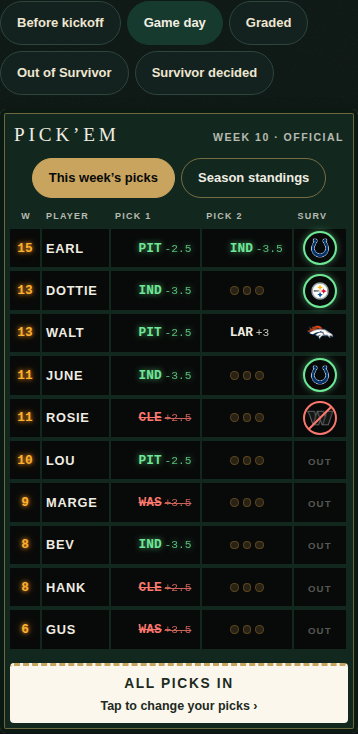 Before kickoff Game day Graded
Out of Survivor Survivor decided
PICK'EM WEEK 10 · OFFICIAL
This week's picks Season standings
W PLAYER PICK 1 PICK 2 SURV
15 EARL PIT -2.5 IND -3.5
13 DOTTIE IND -3.5
13 WALT PIT -2.5 LAR +3
11 JUNE IND -3.5
11 ROSIE CLE +2.5
10 LOU PIT -2.5 OUT
9 MARGE WAS +3.5 OUT
8 BEV IND -3.5 OUT
8 HANK CLE +2.5 OUT
6 GUS WAS +3.5 OUT
ALL PICKS IN
Tap to change your picks ›